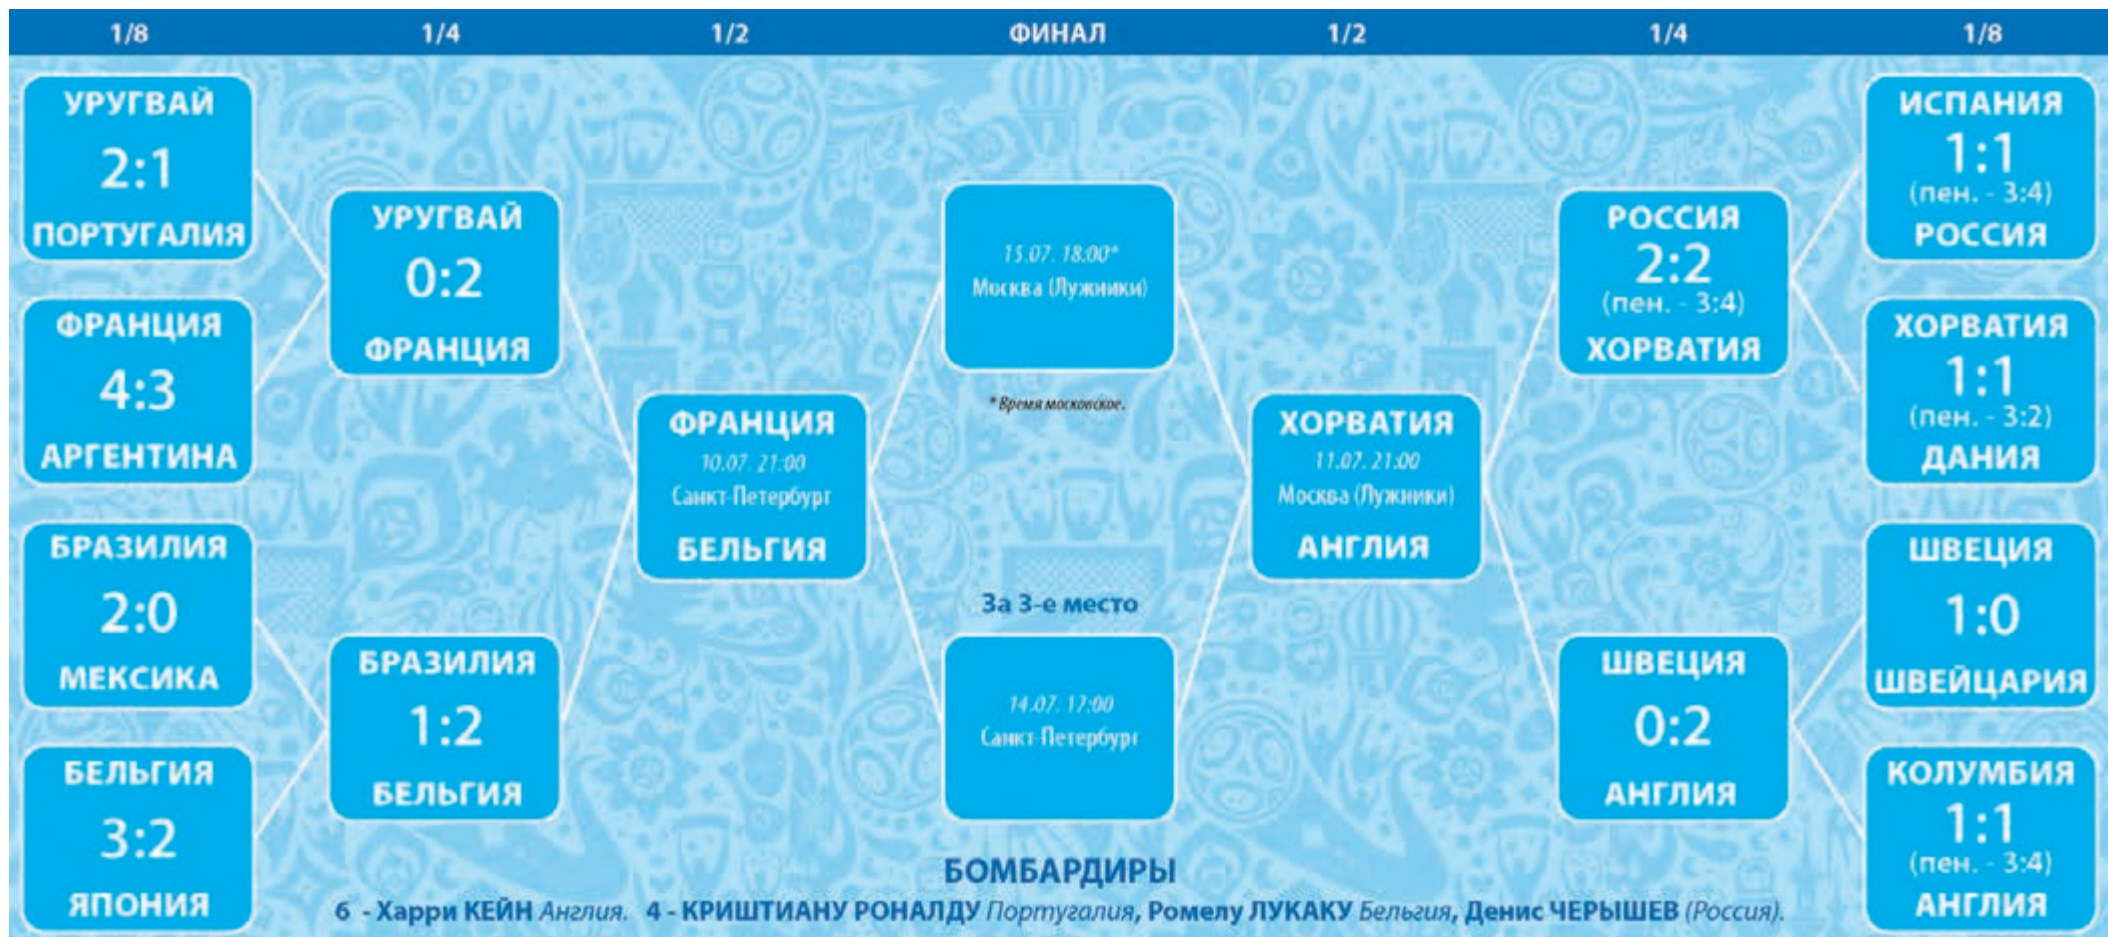 1/8 1/4 1/2 ФИНАЛ 1/2 1/4 1/8
УРУГВАЙ
2:1
ПОРТУГАЛИЯ
ФРАНЦИЯ
4:3
АРГЕНТИНА
БРАЗИЛИЯ
2:0
МЕКСИКА
БЕЛЬГИЯ
3:2
ЯПОНИЯ
УРУГВАЙ
0:2
ФРАНЦИЯ
БРАЗИЛИЯ
1:2
БЕЛЬГИЯ
ФРАНЦИЯ
10.07. 21:00
Санкт-Петербург
БЕЛЬГИЯ
15.07. 18:00*
Москва (Лужники)
* Время московское.
За 3-е место
14.07. 17:00
Санкт-Петербург
ХОРВАТИЯ
11.07. 21:00
Москва (Лужники)
АНГЛИЯ
РОССИЯ
2:2
(пен. - 3:4)
ХОРВАТИЯ
ШВЕЦИЯ
0:2
АНГЛИЯ
ИСПАНИЯ
1:1
(пен. - 3:4)
РОССИЯ
ХОРВАТИЯ
1:1
(пен. - 3:2)
ДАНИЯ
ШВЕЦИЯ
1:0
ШВЕЙЦАРИЯ
КОЛУМБИЯ
1:1
(пен. - 3:4)
АНГЛИЯ
БОМБАРДИРЫ
6 - Харри КЕЙН Англия. 4 - КРИШТИАНУ РОНАЛДУ Португалия, Ромелу ЛУКАКУ Бельгия, Денис ЧЕРЫШЕВ (Россия).